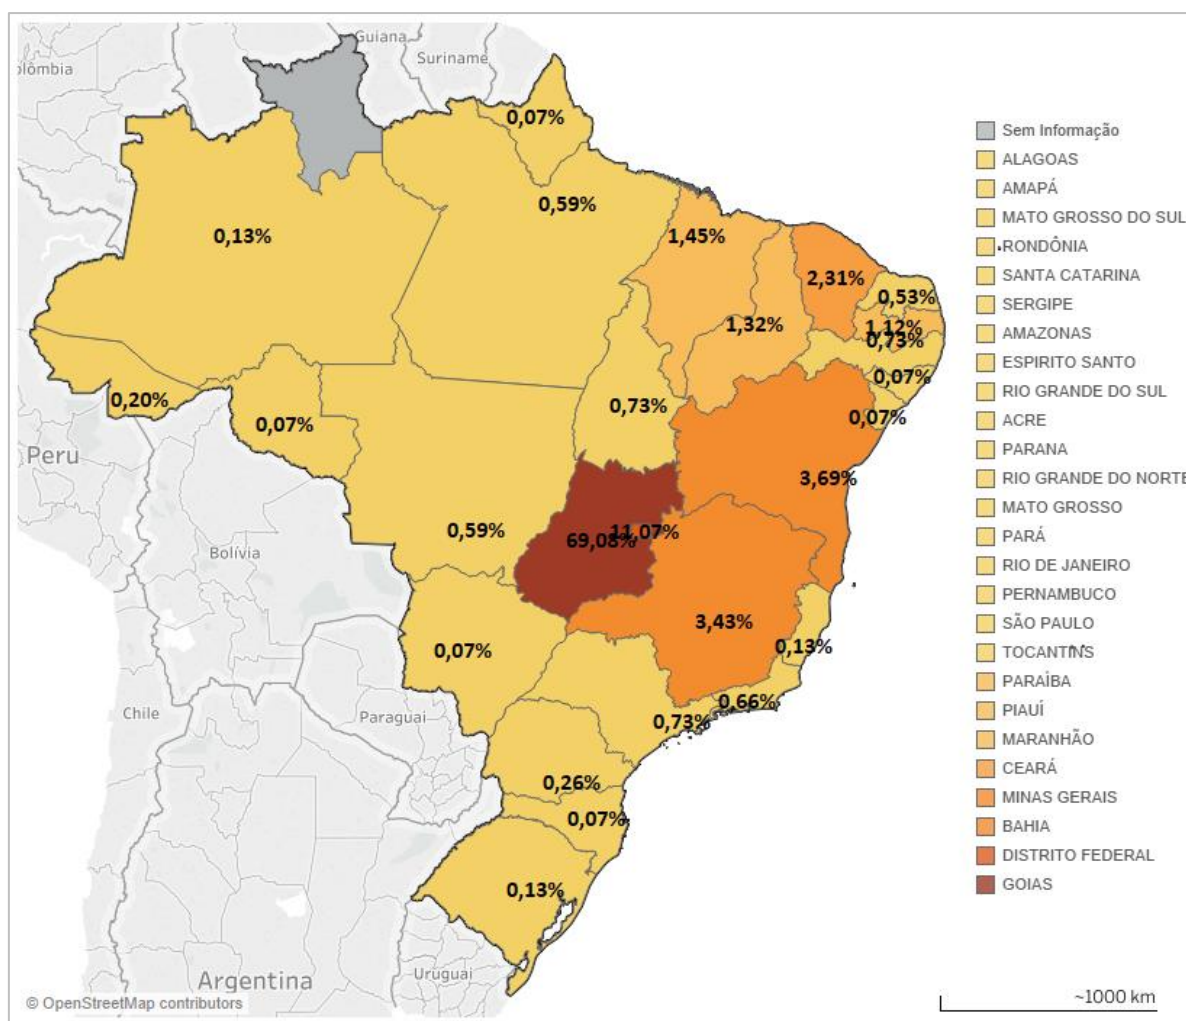 Guiana
Suriname
olômbia
0,07%
0,59%
0,13%
1,45%
2,31%
0,53%
1,12%
0,73%
1,32%
0,07%
0,20%
0,07%
0,73%
0,07%
Peru
3,69%
0,59%
69,08%
11,07%
Bolívia
3,43%
0,07%
0,13%
0,66%
Chile
Paraguai
0,73%
0,26%
0,07%
0,13%
Argentina
Uruguai
© OpenStreetMap contributors
Sem Informação
ALAGOAS
AMAPÁ
MATO GROSSO DO SUL
RONDÔNIA
SANTA CATARINA
SERGIPE
AMAZONAS
ESPIRITO SANTO
RIO GRANDE DO SUL
ACRE
PARANA
RIO GRANDE DO NORTE
MATO GROSSO
PARÁ
RIO DE JANEIRO
PERNAMBUCO
SÃO PAULO
TOCANTINS
PARAÍBA
PIAUÍ
MARANHÃO
CEARÁ
MINAS GERAIS
BAHIA
DISTRITO FEDERAL
GOIAS
~1000 km